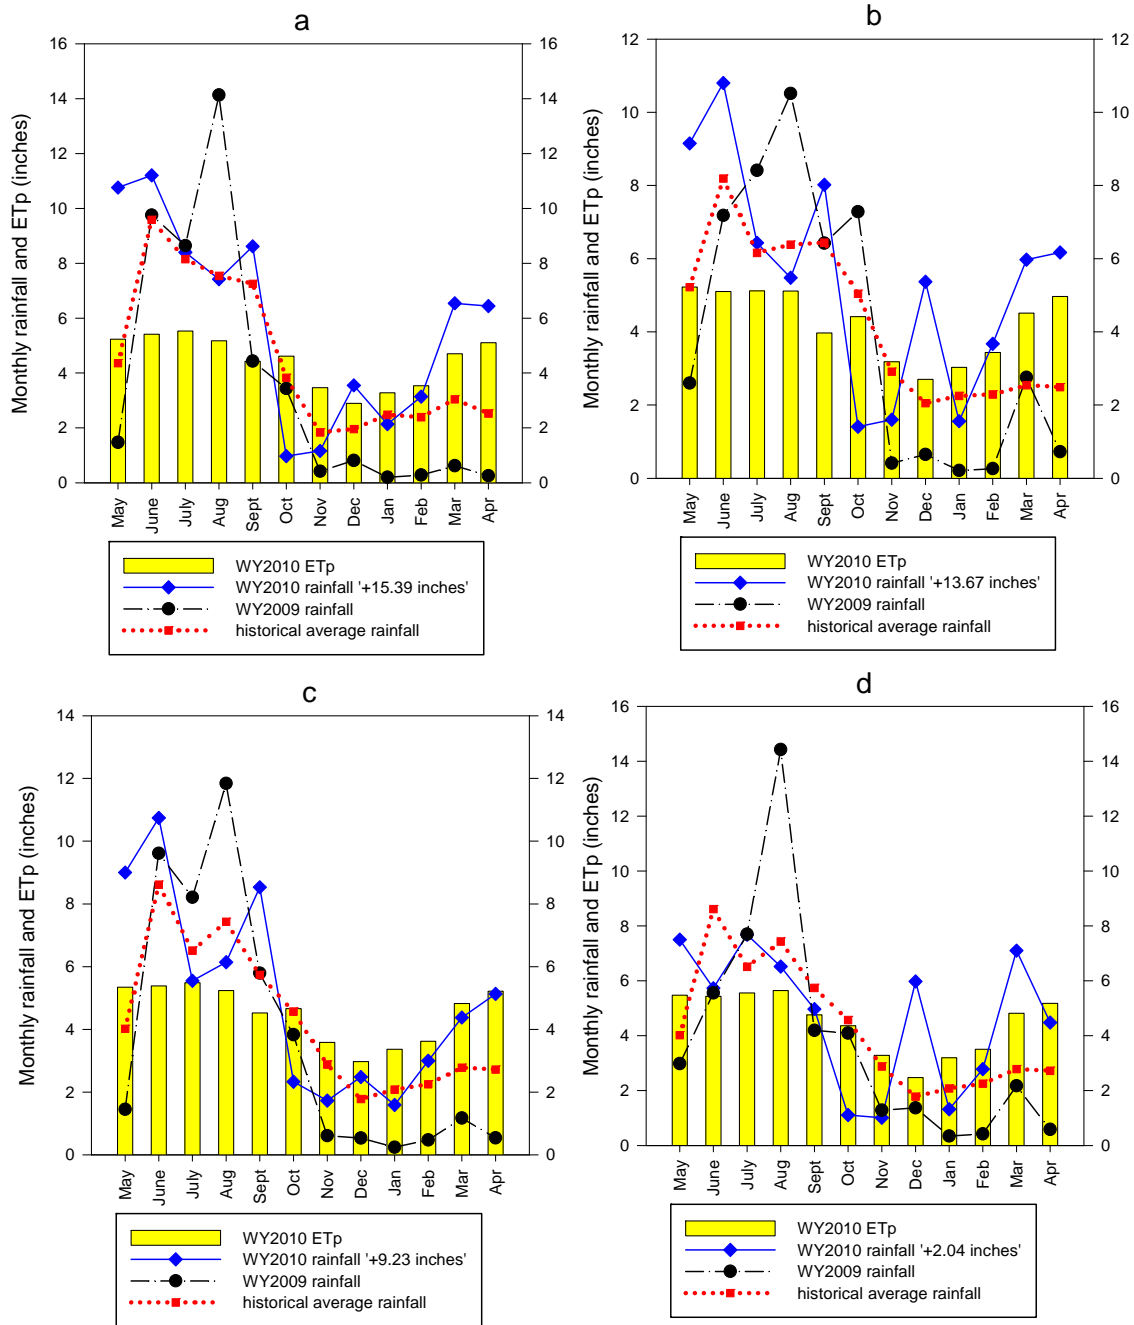 a
Monthly rainfall and ETp (inches)
16 16
14 14
12 12
10 10
8 8
6 6
4 4
2 2
0 0
May June July Aug Sept Oct Nov Dec Jan Feb Mar Apr
WY2010 ETp
WY2010 rainfall '+15.39 inches'
WY2009 rainfall
historical average rainfall
b
Monthly rainfall and ETp (inches)
12 12
10 10
8 8
6 6
4 4
2 2
0 0
May June July Aug Sept Oct Nov Dec Jan Feb Mar Apr
WY2010 ETp
WY2010 rainfall '+13.67 inches'
WY2009 rainfall
historical average rainfall
c
Monthly rainfall and ETp (inches)
14 14
12 12
10 10
8 8
6 6
4 4
2 2
0 0
May June July Aug Sept Oct Nov Dec Jan Feb Mar Apr
WY2010 ETp
WY2010 rainfall '+9.23 inches'
WY2009 rainfall
historical average rainfall
d
Monthly rainfall and ETp (inches)
16 16
14 14
12 12
10 10
8 8
6 6
4 4
2 2
0 0
May June July Aug Sept Oct Nov Dec Jan Feb Mar Apr
WY2010 ETp
WY2010 rainfall '+2.04 inches'
WY2009 rainfall
historical average rainfall